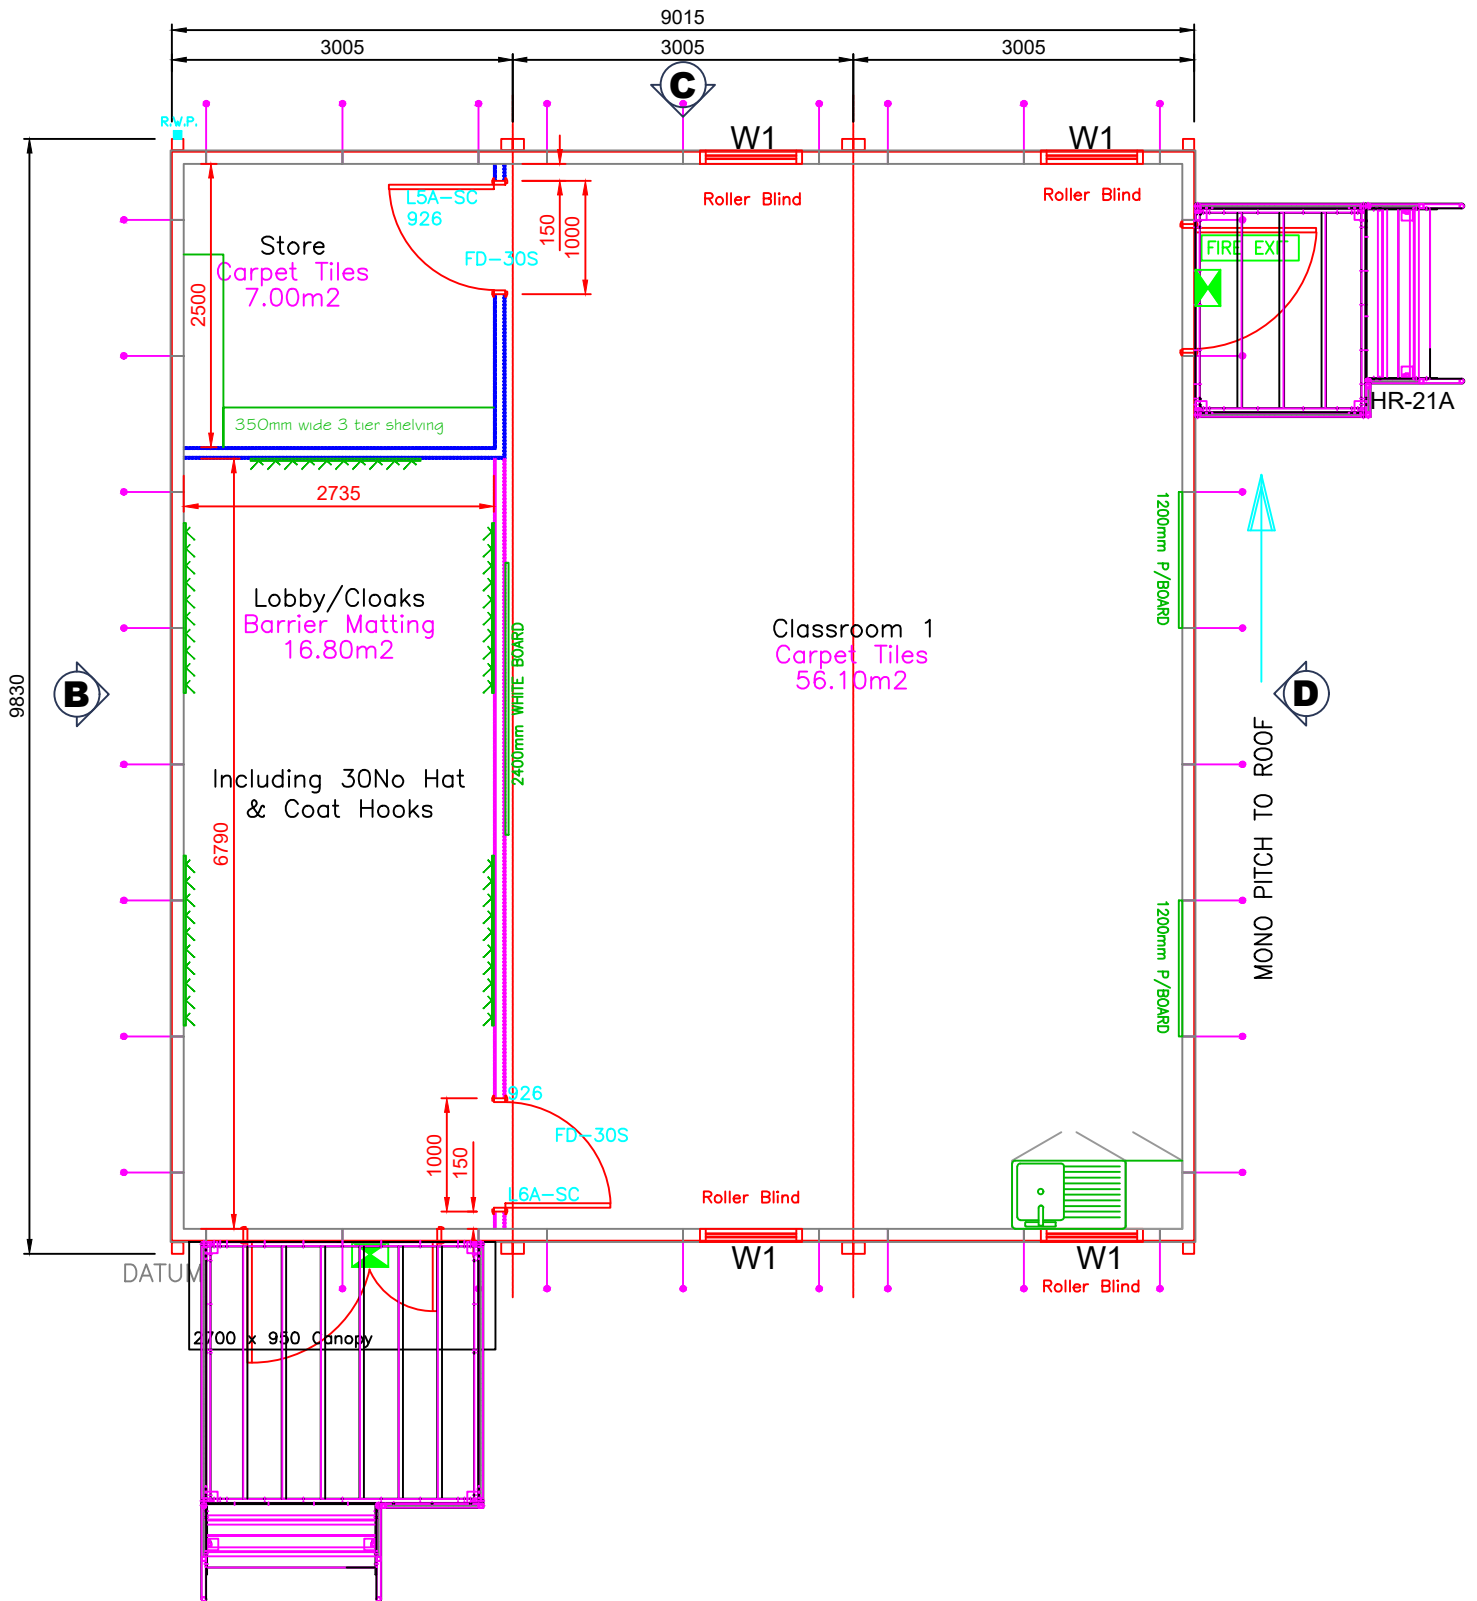 9015
3005
3005
3005
C
R.W.P.
W1
W1
Roller Blind
Roller Blind
L5A-SC
926
FD-30S
150
1000
Store
Carpet Tiles
7.00m2
2500
350mm wide 3 tier shelving
FIRE EXIT
HR-21A
2735
1200mm P/BOARD
Lobby/Cloaks
Barrier Matting
16.80m2
2400mm WHITE BOARD
Classroom 1
Carpet Tiles
56.10m2
9830
B
D
Including 30No Hat
& Coat Hooks
6790
MONO PITCH TO ROOF
1200mm P/BOARD
926
FD-30S
1000
150
L6A-SC
Roller Blind
W1
W1
Roller Blind
DATUM
2700 x 950 Canopy